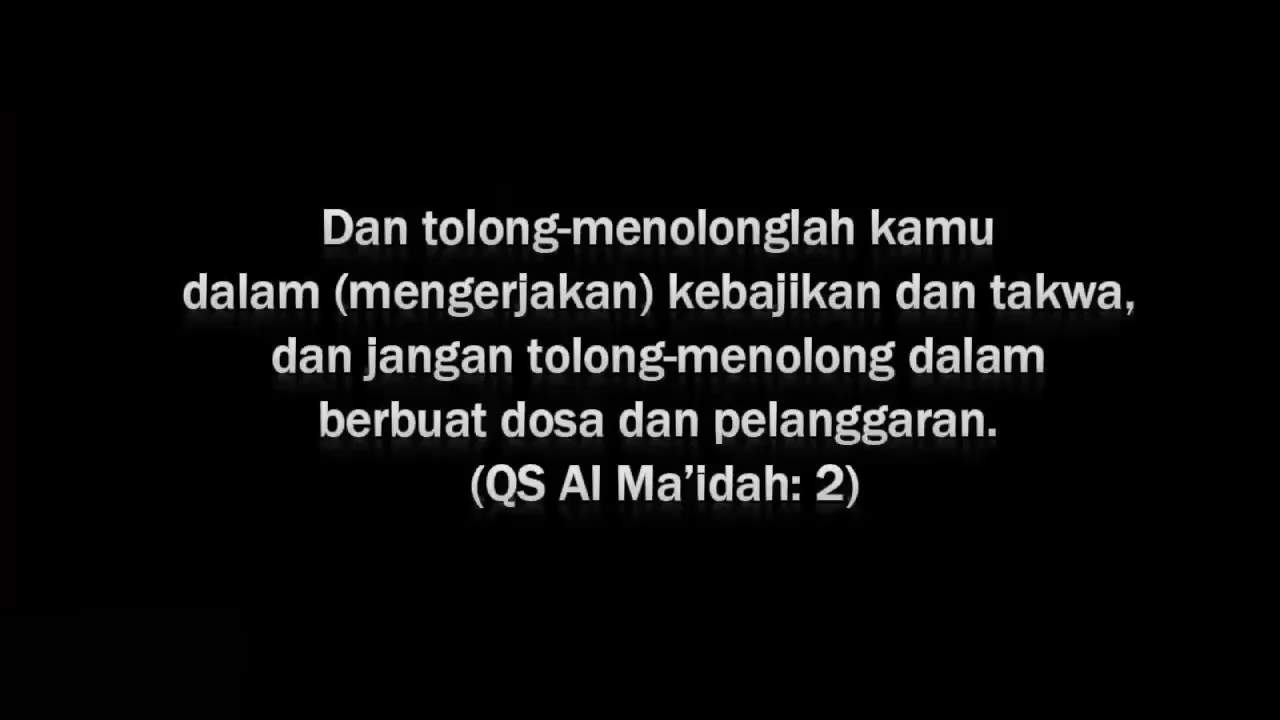 Dan tolong-menolonglah kamu
dalam (mengerjakan) kebajikan dan takwa,
dan jangan tolong-menolong dalam
berbuat dosa dan pelanggaran.
(QS Al Ma’idah: 2)